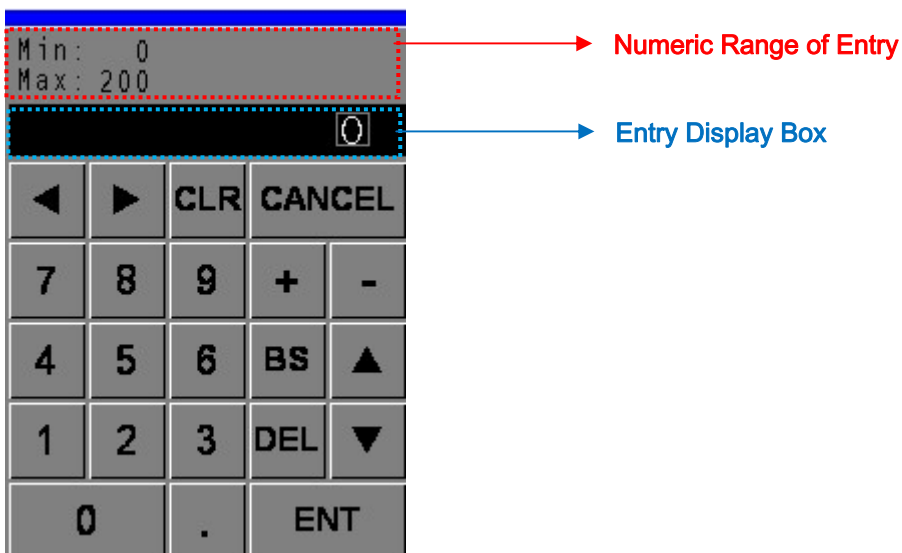 Min: 0
Max: 200
Numeric Range of Entry
0
Entry Display Box
◀ ▶ CLR CANCEL
7 8 9 + -
4 5 6 BS ▲
1 2 3 DEL ▼
0 . ENT